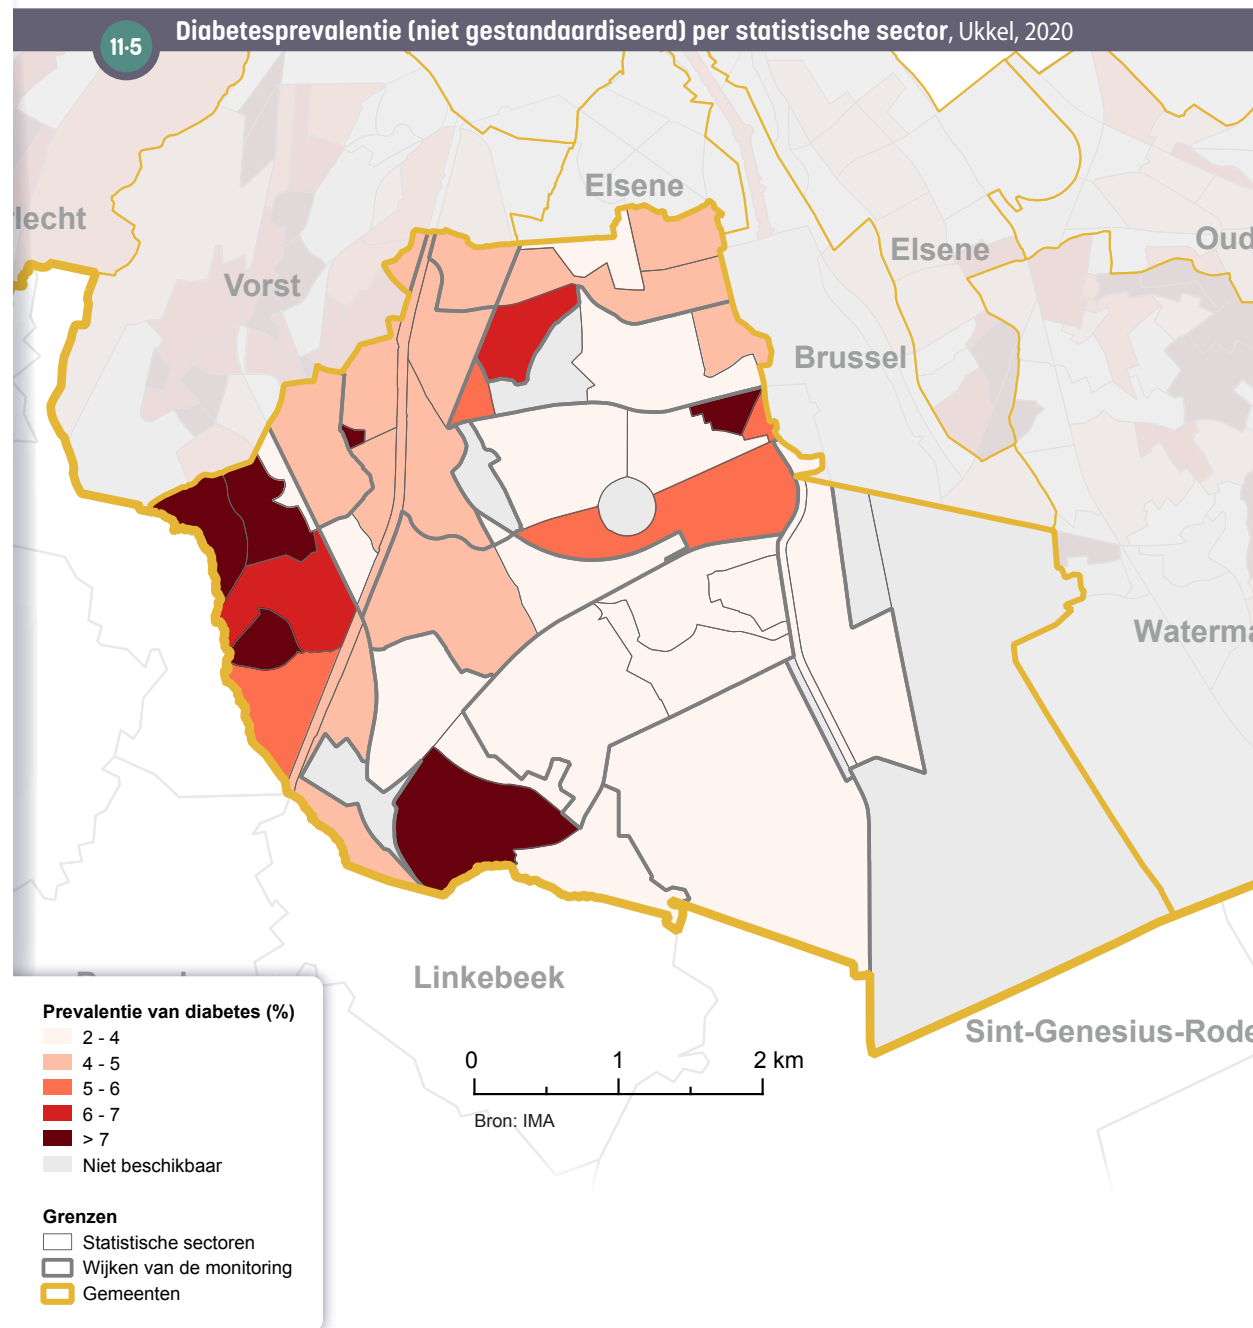 11·5
Diabetesprevalentie (niet gestandaardiseerd) per statistische sector, Ukkel, 2020
Elsene
lecht
Elsene
Oud
Vorst
Brussel
Waterma
Linkebeek
Sint-Genesius-Rode
Prevalentie van diabetes (%)
2 - 4
4 - 5
5 - 6
6 - 7
> 7
Niet beschikbaar
0 1 2 km
Bron: IMA
Grenzen
Statistische sectoren
Wijken van de monitoring
Gemeenten